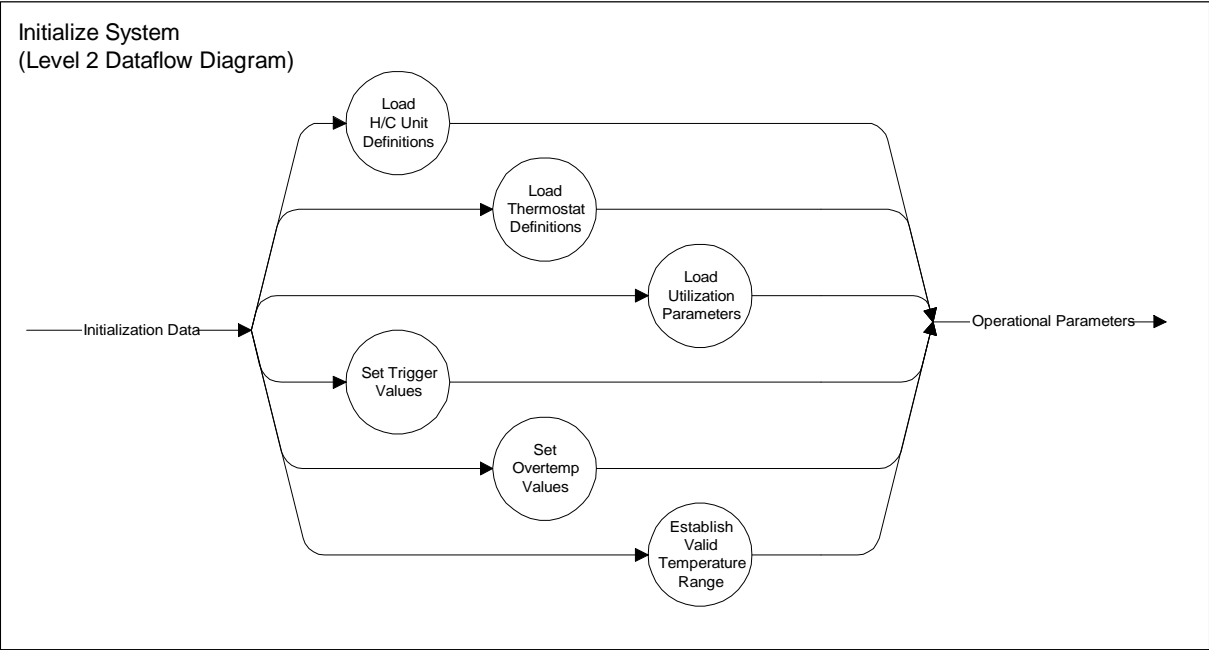 Initialize System
(Level 2 Dataflow Diagram)
Load
H/C Unit
Definitions
Load
Thermostat
Definitions
Load
Utilization
Parameters
Initialization Data
Operational Parameters
Set Trigger
Values
Set
Overtemp
Values
Establish
Valid
Temperature
Range